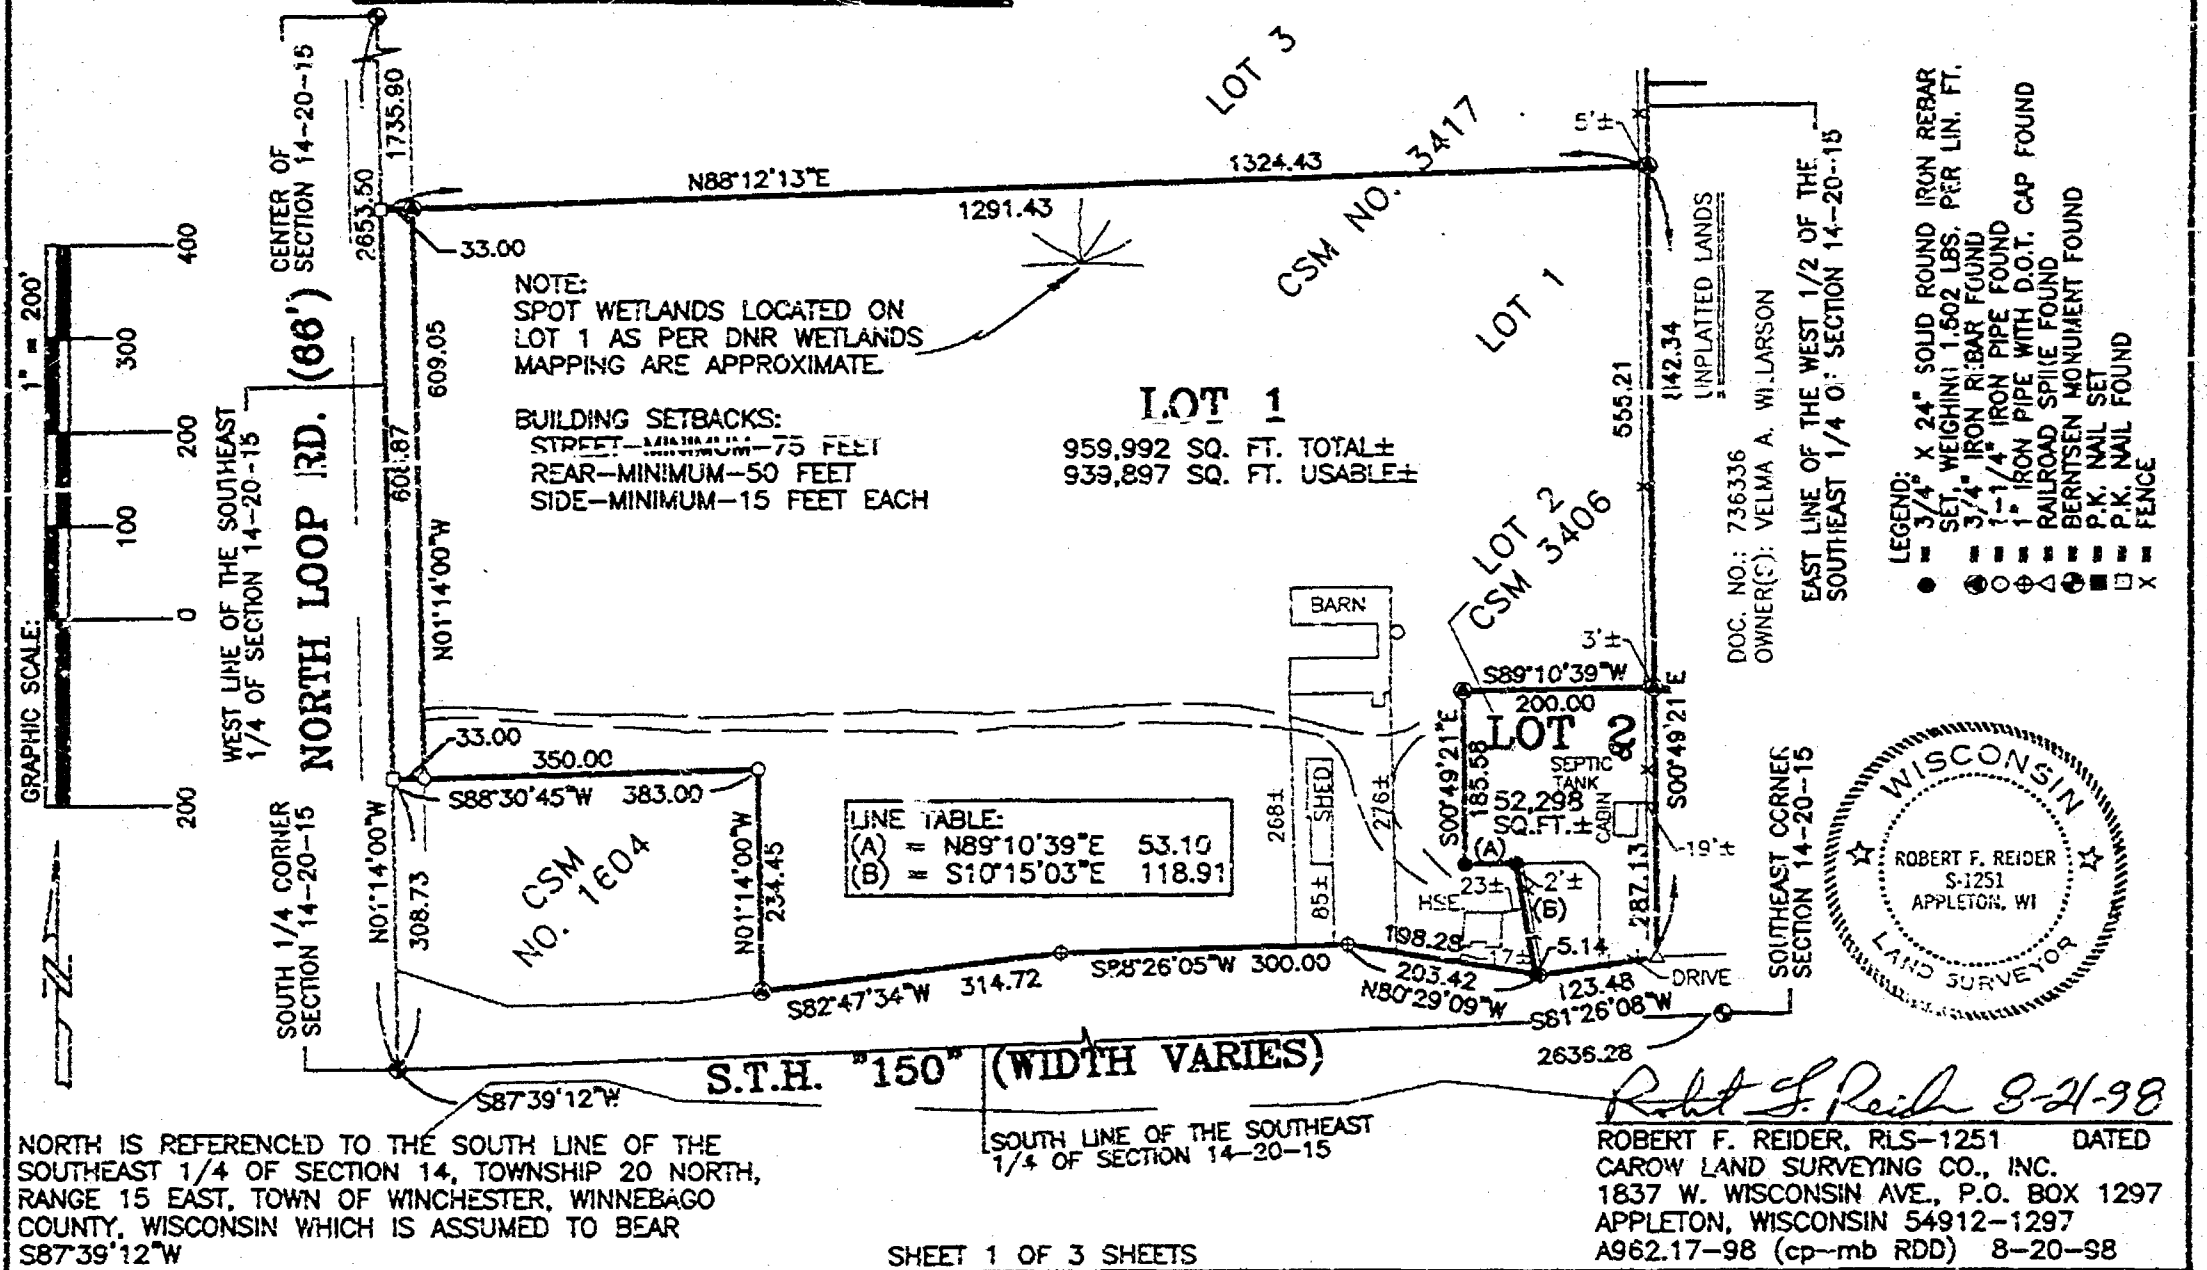 CENTER OF
SECTION 14-20-15
1735.90
2653.50
LOT 3
CSM NO. 3417
LOT 1
N88°12'13"E
1324.43
1291.43
5'±
33.00
NOTE:
SPOT WETLANDS LOCATED ON
LOT 1 AS PER DNR WETLANDS
MAPPING ARE APPROXIMATE.
BUILDING SETBACKS:
STREET-MINIMUM-75 FEET
REAR-MINIMUM-50 FEET
SIDE-MINIMUM-15 FEET EACH
LOT 1
959,992 SQ. FT. TOTAL±
939,897 SQ. FT. USABLE±
GRAPHIC SCALE:
1" = 200'
400
300
200
100
0
200
WEST LINE OF THE SOUTHEAST
1/4 OF SECTION 14-20-15
NORTH LOOP RD. (66')
609.05
N01°14'00"W
555.21
UNPLATTED LANDS
DOC. NO.: 736336
OWNER(S): VELMA A. WILLARSON
EAST LINE OF THE WEST 1/2 OF THE
SOUTHEAST 1/4 OF SECTION 14-20-15
LEGEND:
● = 3/4" X 24" SOLID ROUND IRON REBAR
SET, WEIGHING 1.502 LBS. PER LIN. FT.
= 3/4" IRON REBAR FOUND
○ = 1-1/4" IRON PIPE FOUND
= 1" IRON PIPE WITH D.O.T. CAP FOUND
△ = RAILROAD SPIKE FOUND
= BERNTSEN MONUMENT FOUND
■ = P.K. NAIL SET
□ = P.K. NAIL FOUND
X = FENCE
LOT 2
CSM 3406
BARN
SHED
268±
276±
85±
3'±
S89°10'39"W
200.00
LOT 2
S00°49'21"E
185.58
SEPTIC
TANK
52,298
SQ.FT.±
CABIN
S00°49'21"E
287.13
19'±
(A)
23±
2'±
(B)
HSE.
33.00
350.00
S88°30'45"W 383.00
SOUTH 1/4 CORNER
SECTION 14-20-15
N01°14'00"W
308.73
CSM
NO. 1604
N01°14'00"W
234.45
LINE TABLE:
(A) = N89°10'39"E 53.10
(B) = S10°15'03"E 118.91
S82°47'34"W 314.72
S88°26'05"W 300.00
198.28
17±
5.14
203.42
N80°29'09"W
123.48
S81°26'08"W
DRIVE
SOUTHEAST CORNER
SECTION 14-20-15
2636.28
WISCONSIN
ROBERT F. REIDER
S-1251
APPLETON, WI
LAND SURVEYOR
S87°39'12"W
S.T.H. "150" (WIDTH VARIES)
SOUTH LINE OF THE SOUTHEAST
1/4 OF SECTION 14-20-15
NORTH IS REFERENCED TO THE SOUTH LINE OF THE
SOUTHEAST 1/4 OF SECTION 14, TOWNSHIP 20 NORTH,
RANGE 15 EAST, TOWN OF WINCHESTER, WINNEBAGO
COUNTY, WISCONSIN WHICH IS ASSUMED TO BEAR
S87°39'12"W
SHEET 1 OF 3 SHEETS
Robert F. Reider 8-21-98
ROBERT F. REIDER, RLS-1251 DATED
CAROW LAND SURVEYING CO., INC.
1837 W. WISCONSIN AVE., P.O. BOX 1297
APPLETON, WISCONSIN 54912-1297
A962.17-98 (cp-mb RDD) 8-20-98